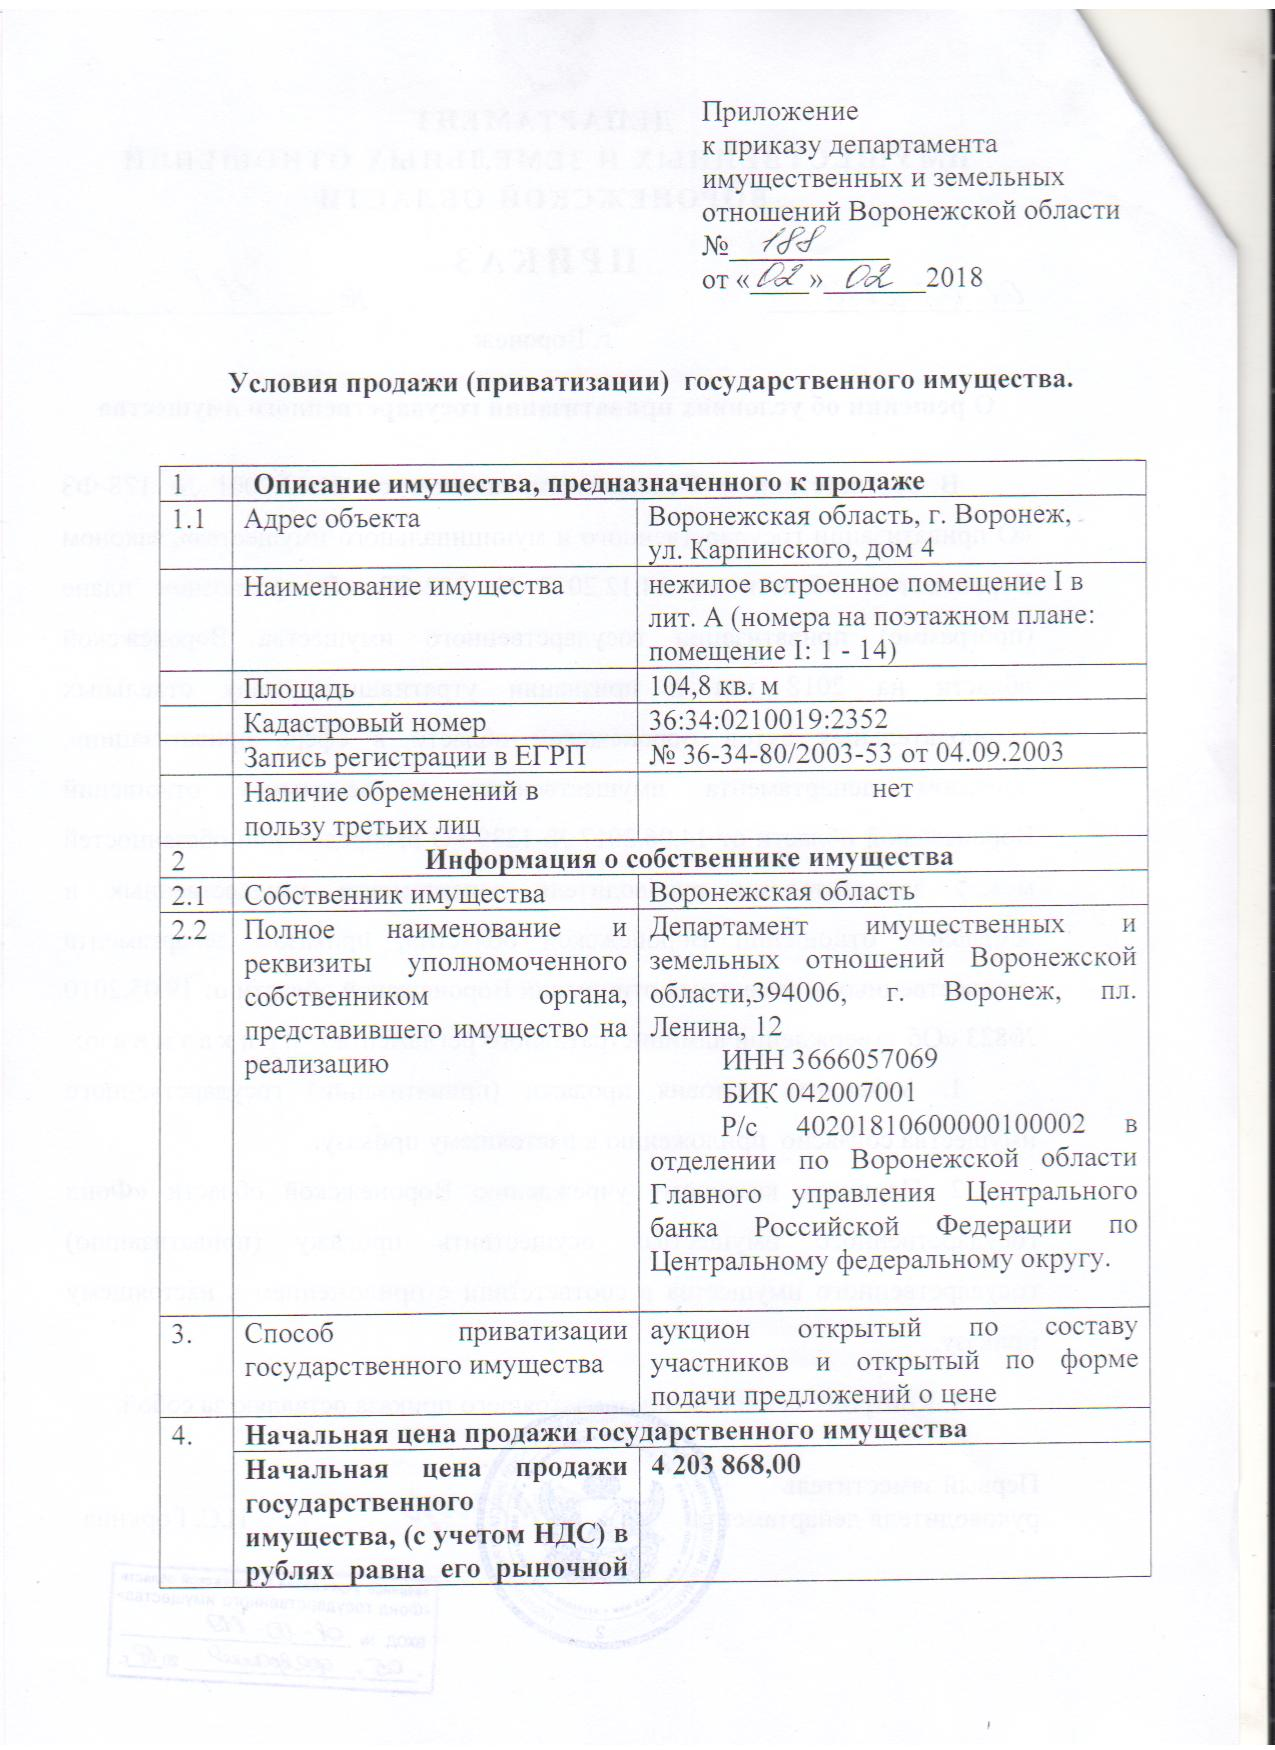 Приложение
к приказу департамента
имущественных и земельных
отношений Воронежской области
№ 188
от «02» 02 2018
Условия продажи (приватизации) государственного имущества.
1 Описание имущества, предназначенного к продаже
1.1 Адрес объекта Воронежская область, г. Воронеж,
ул. Карпинского, дом 4
Наименование имущества нежилое встроенное помещение I в
лит. А (номера на поэтажном плане:
помещение I: 1 - 14)
Площадь 104,8 кв. м
Кадастровый номер 36:34:0210019:2352
Запись регистрации в ЕГРП № 36-34-80/2003-53 от 04.09.2003
Наличие обременений в нет
пользу третьих лиц
2 Информация о собственнике имущества
2.1 Собственник имущества Воронежская область
2.2 Полное наименование и Департамент имущественных и
реквизиты уполномоченного земельных отношений Воронежской
собственником органа, области,394006, г. Воронеж, пл.
представившего имущество на Ленина, 12
реализацию ИНН 3666057069
БИК 042007001
Р/с 40201810600000100002 в
отделении по Воронежской области
Главного управления Центрального
банка Российской Федерации по
Центральному федеральному округу.
3. Способ приватизации аукцион открытый по составу
государственного имущества участников и открытый по форме
подачи предложений о цене
4. Начальная цена продажи государственного имущества
Начальная цена продажи 4 203 868,00
государственного
имущества, (с учетом НДС) в
рублях равна его рыночной